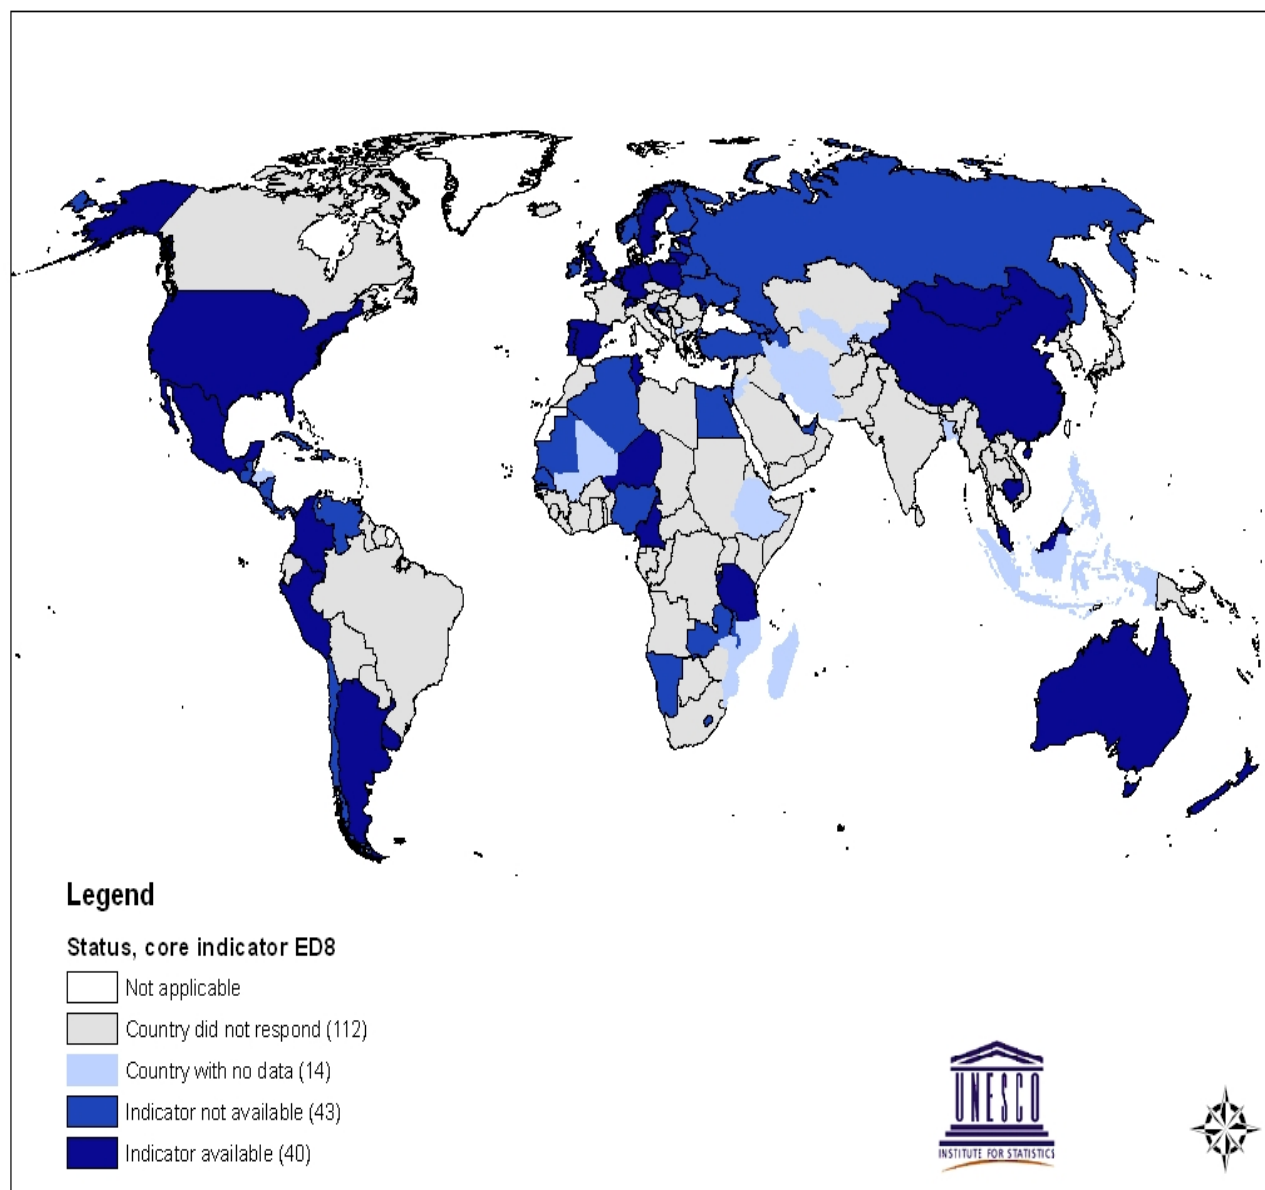 Legend
Status, core indicator ED8
Not applicable
Country did not respond (112)
Country with no data (14)
Indicator not available (43)
Indicator available (40)
UNESCO
INSTITUTE FOR STATISTICS